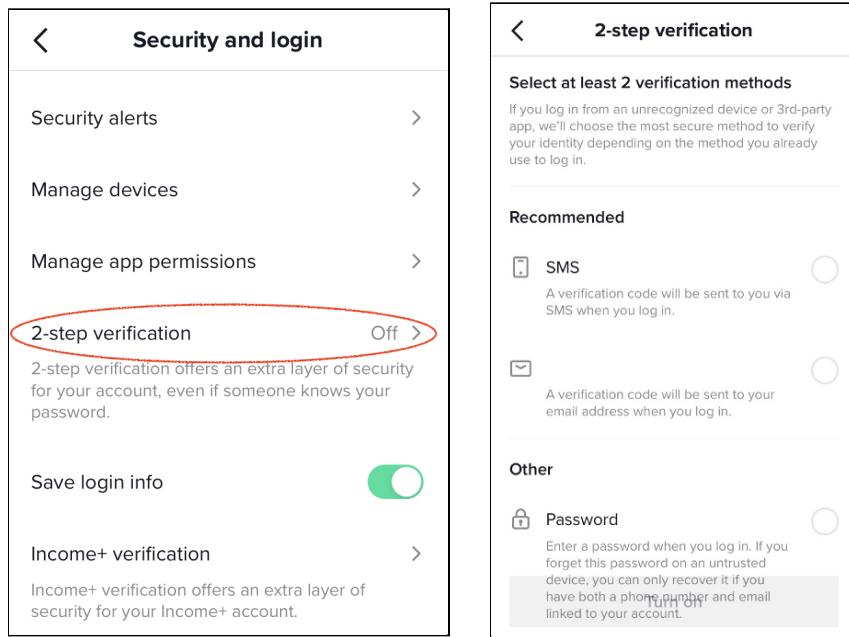 Security and login
Security alerts
Manage devices
Manage app permissions
2-step verification Off
2-step verification offers an extra layer of security
for your account, even if someone knows your
password.
Save login info
Income+ verification
Income+ verification offers an extra layer of
security for your Income+ account.
2-step verification
Select at least 2 verification methods
If you log in from an unrecognized device or 3rd-party
app, we'll choose the most secure method to verify
your identity depending on the method you already
use to log in.
Recommended
SMS
A verification code will be sent to you via
SMS when you log in.
A verification code will be sent to your
email address when you log in.
Other
Password
Enter a password when you log in. If you
forget this password on an untrusted
device, you can only recover it if you
have both a phone number and email
Turn on
linked to your account.